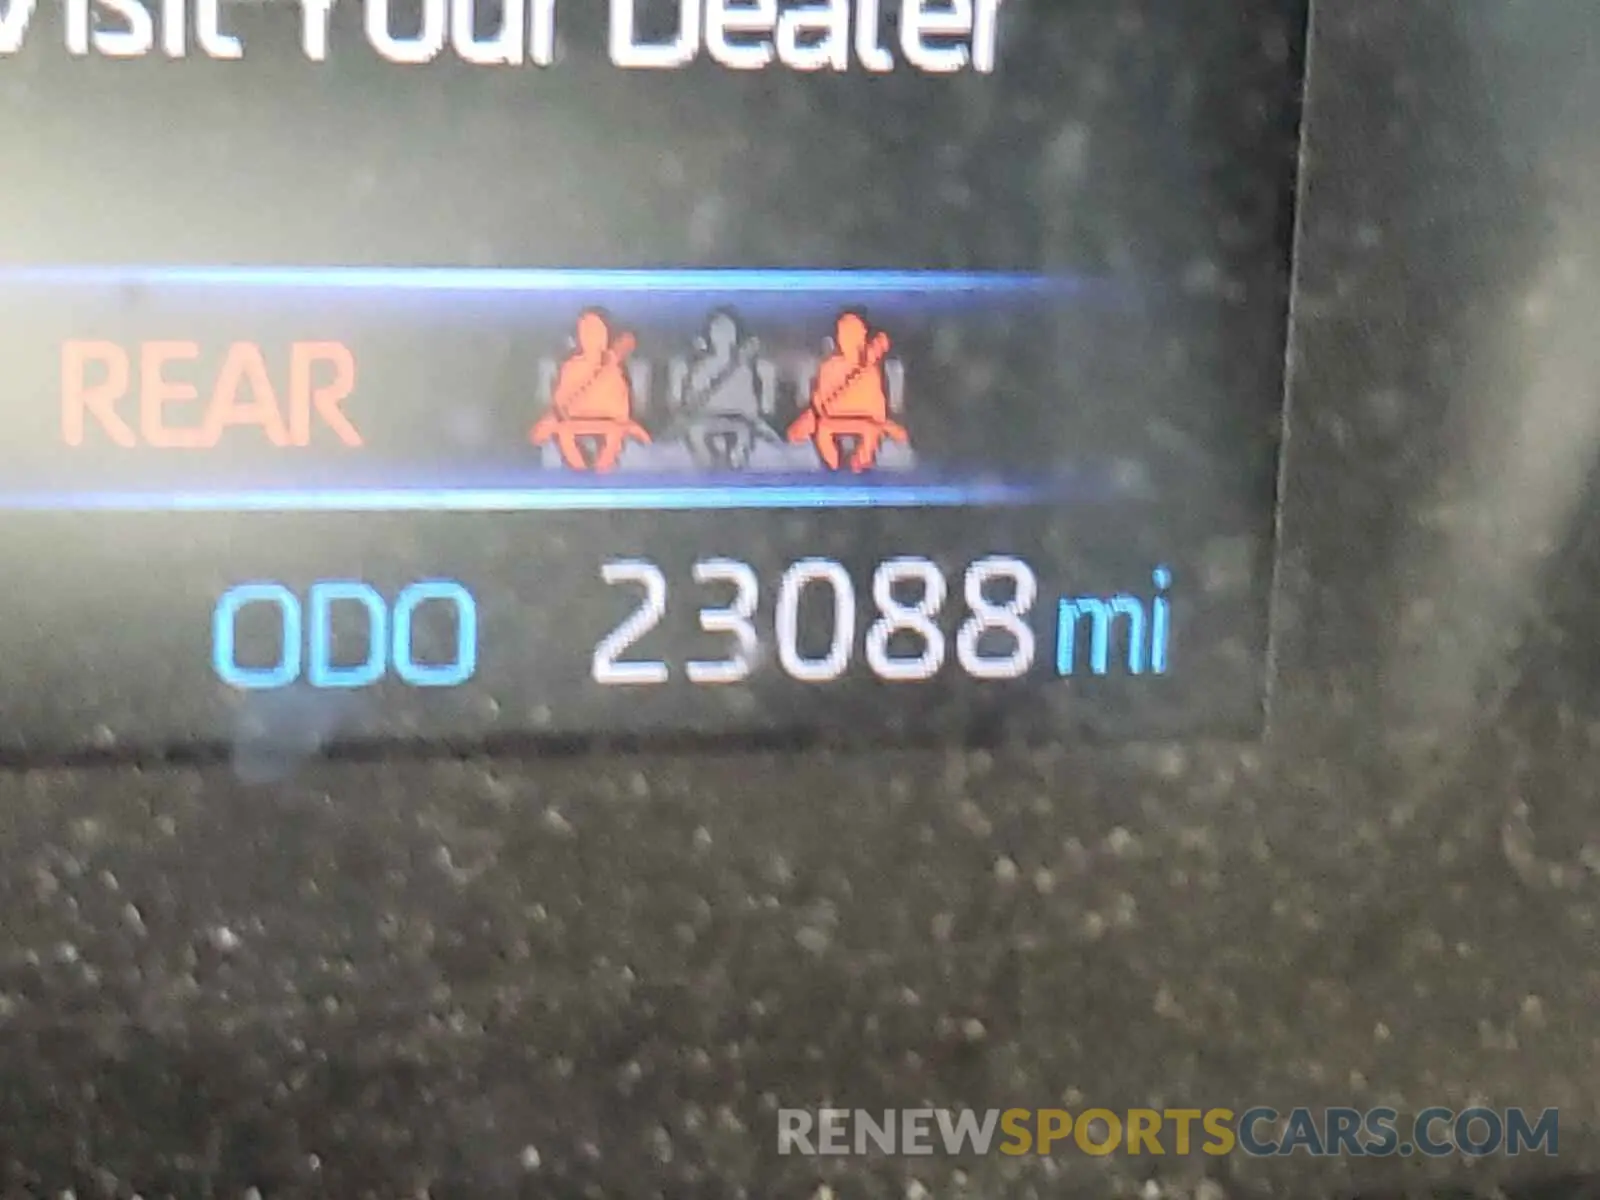 Visit Your Dealer
REAR
ODO 23088 mi
RENEWSPORTSCARS.COM